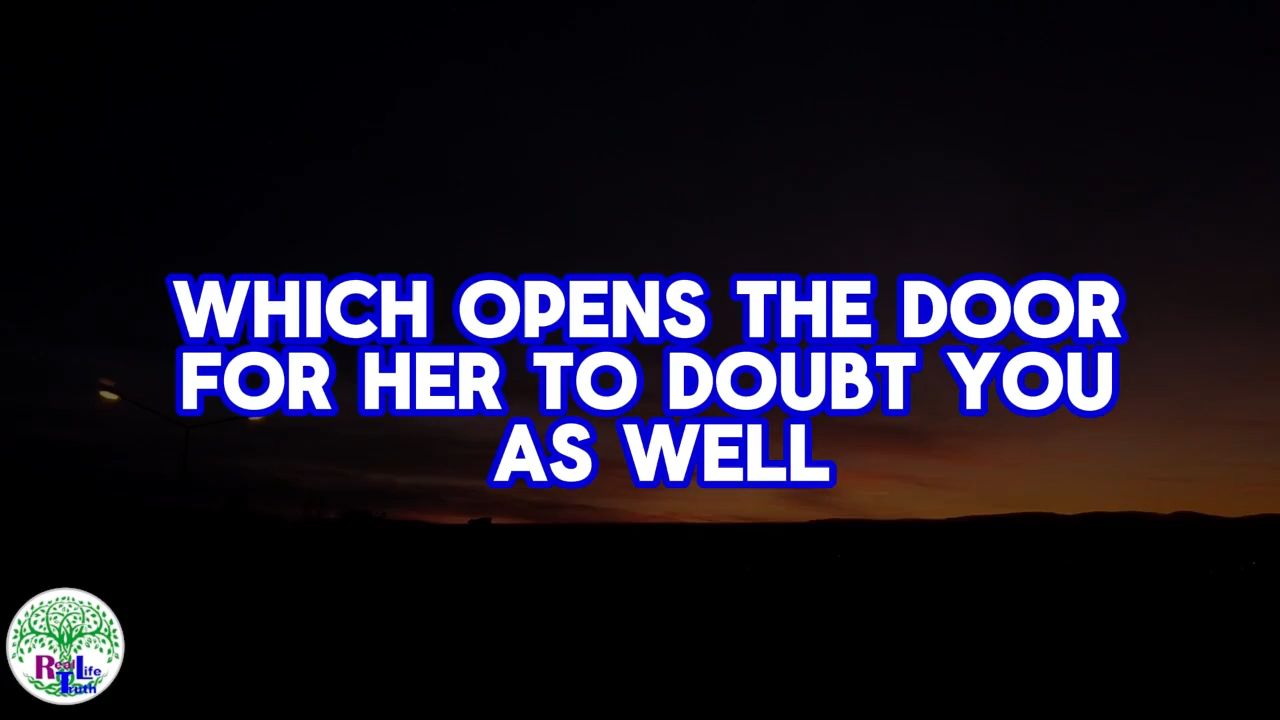 WHICH OPENS THE DOOR
FOR HER TO DOUBT YOU
AS WELL
Real Life
Truth